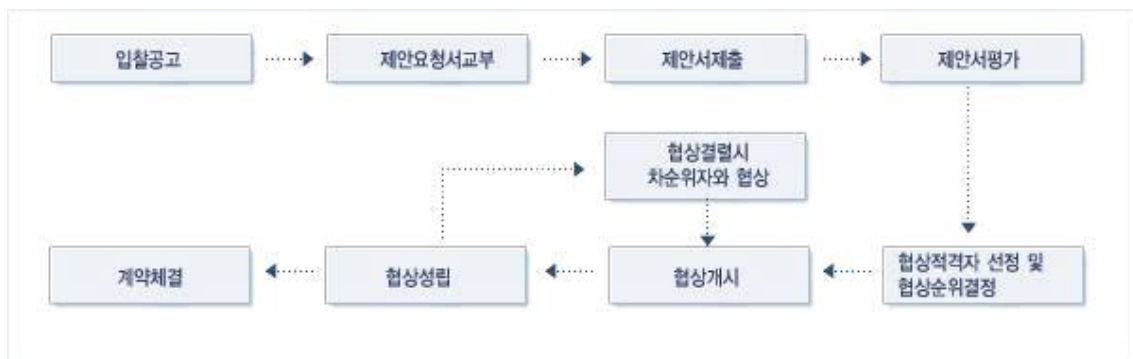 입찰공고
제안요청서교부
제안서제출
제안서평가
협상결렬시
차순위자와 협상
계약체결
협상성립
협상개시
협상적격자 선정 및
협상순위결정